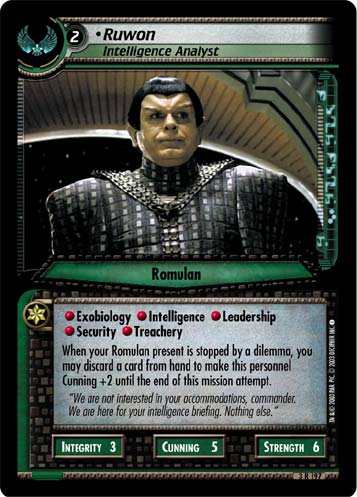 2
•Ruwon
Intelligence Analyst
Romulan
Exobiology Intelligence Leadership
Security Treachery
When your Romulan present is stopped by a dilemma, you
may discard a card from hand to make this personnel
Cunning +2 until the end of this mission attempt.
"We are not interested in your accommodations, commander.
We are here for your intelligence briefing. Nothing else."
INTEGRITY 3
CUNNING 5
STRENGTH 6
3 R 197